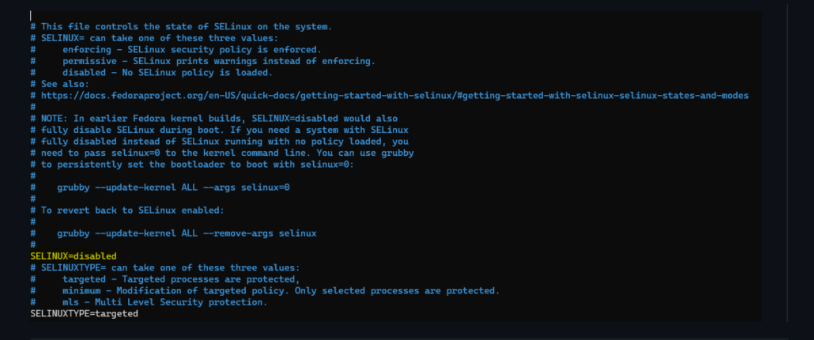 # This file controls the state of SELinux on the system.
# SELINUX= can take one of these three values:
#     enforcing - SELinux security policy is enforced.
#     permissive - SELinux prints warnings instead of enforcing.
#     disabled - No SELinux policy is loaded.
# See also:
# https://docs.fedoraproject.org/en-US/quick-docs/getting-started-with-selinux/#getting-started-with-selinux-selinux-states-and-modes
#
# NOTE: In earlier Fedora kernel builds, SELINUX=disabled would also
# fully disable SELinux during boot. If you need a system with SELinux
# fully disabled instead of SELinux running with no policy loaded, you
# need to pass selinux=0 to the kernel command line. You can use grubby
# to persistently set the bootloader to boot with selinux=0:
#
#    grubby --update-kernel ALL --args selinux=0
#
# To revert back to SELinux enabled:
#
#    grubby --update-kernel ALL --remove-args selinux
#
SELINUX=disabled
# SELINUXTYPE= can take one of these three values:
#     targeted - Targeted processes are protected,
#     minimum - Modification of targeted policy. Only selected processes are protected.
#     mls - Multi Level Security protection.
SELINUXTYPE=targeted